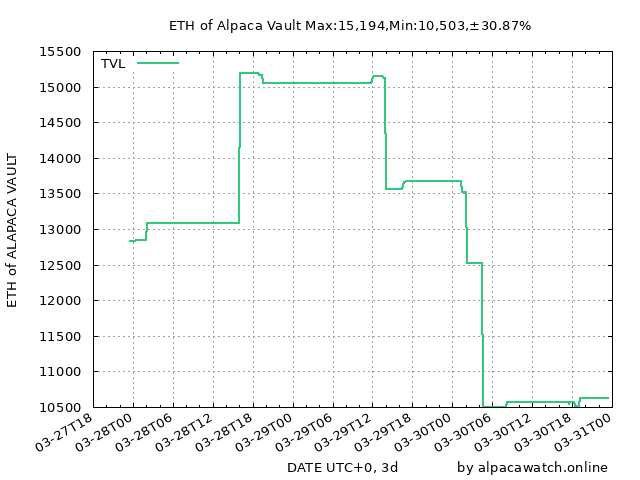 ETH of Alpaca Vault Max:15,194,Min:10,503,±30.87%
TVL
15500
15000
14500
14000
13500
13000
12500
12000
11500
11000
10500
ETH of ALAPACA VAULT
03-27T18
03-28T00
03-28T06
03-28T12
03-28T18
03-29T00
03-29T06
03-29T12
03-29T18
03-30T00
03-30T06
03-30T12
03-30T18
03-31T00
DATE UTC+0, 3d
by alpacawatch.online